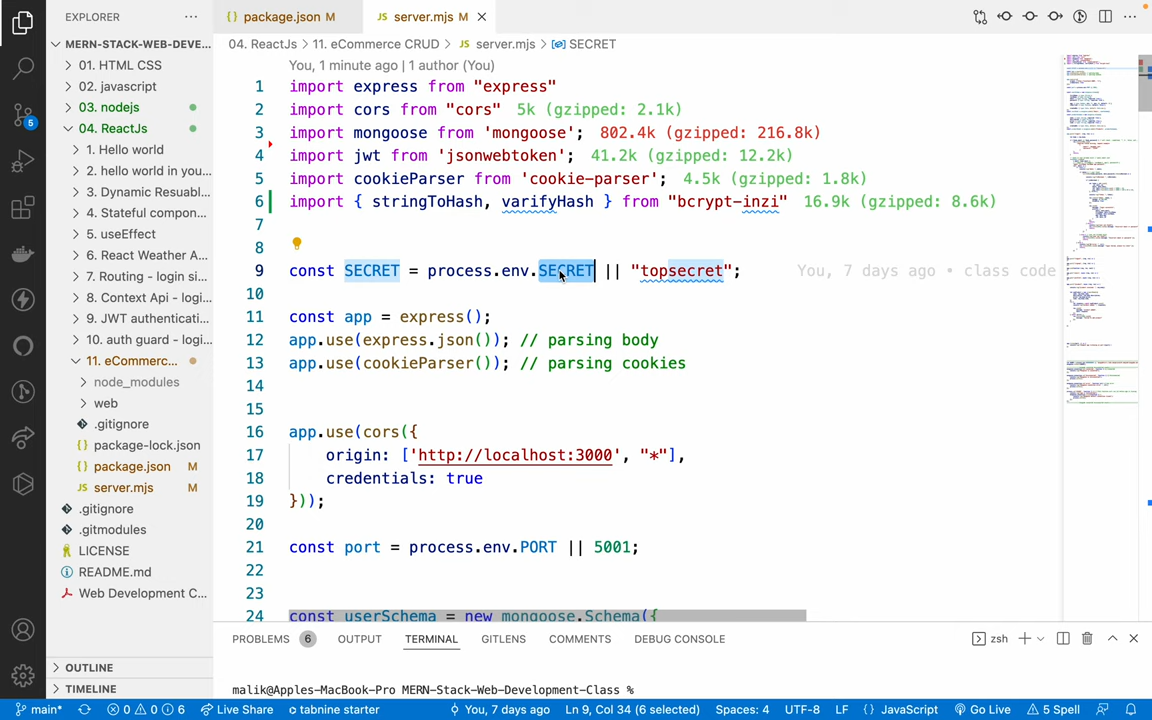 EXPLORER
package.json M
JS server.mjs M
MERN-STACK-WEB-DEVE...
04. ReactJs > 11. eCommerce CRUD > JS server.mjs > SECRET
01. HTML CSS
02. javascript
03. nodejs
04. ReactJs
1. Hello world
2. hello world in you...
3. Dynamic Resuabl...
4. Stateful compon...
5. useEffect
6. React Weather A...
7. Routing - login si...
8. Context Api - logi...
9. JWT authenticati...
10. auth guard - logi...
11. eCommerc...
node_modules
web
.gitignore
package-lock.json
package.json M
JS server.mjs M
.gitignore
.gitmodules
LICENSE
README.md
Web Development C...
OUTLINE
TIMELINE
5
You, 1 minute ago | 1 author (You)
1 import express from "express"
2 import cors from "cors" 5k (gzipped: 2.1k)
3 import mongoose from 'mongoose'; 802.4k (gzipped: 216.8k)
4 import jwt from 'jsonwebtoken'; 41.2k (gzipped: 12.2k)
5 import cookieParser from 'cookie-parser'; 4.5k (gzipped: 1.8k)
6 import { stringToHash, varifyHash } from "bcrypt-inzi" 16.9k (gzipped: 8.6k)
7
8
9 const SECRET = process.env.SECRET || "topsecret"; You, 7 days ago • class code
10
11 const app = express();
12 app.use(express.json()); // parsing body
13 app.use(cookieParser()); // parsing cookies
14
15
16 app.use(cors({
17 origin: ['http://localhost:3000', "*"],
18 credentials: true
19 }));
20
21 const port = process.env.PORT || 5001;
22
23
24 const userSchema = new mongoose.Schema({
PROBLEMS 6 OUTPUT TERMINAL GITLENS COMMENTS DEBUG CONSOLE zsh
malik@Apples-MacBook-Pro MERN-Stack-Web-Development-Class %
main* 0 0 6 Live Share tabnine starter You, 7 days ago Ln 9, Col 34 (6 selected) Spaces: 4 UTF-8 LF {} JavaScript Go Live 5 Spell